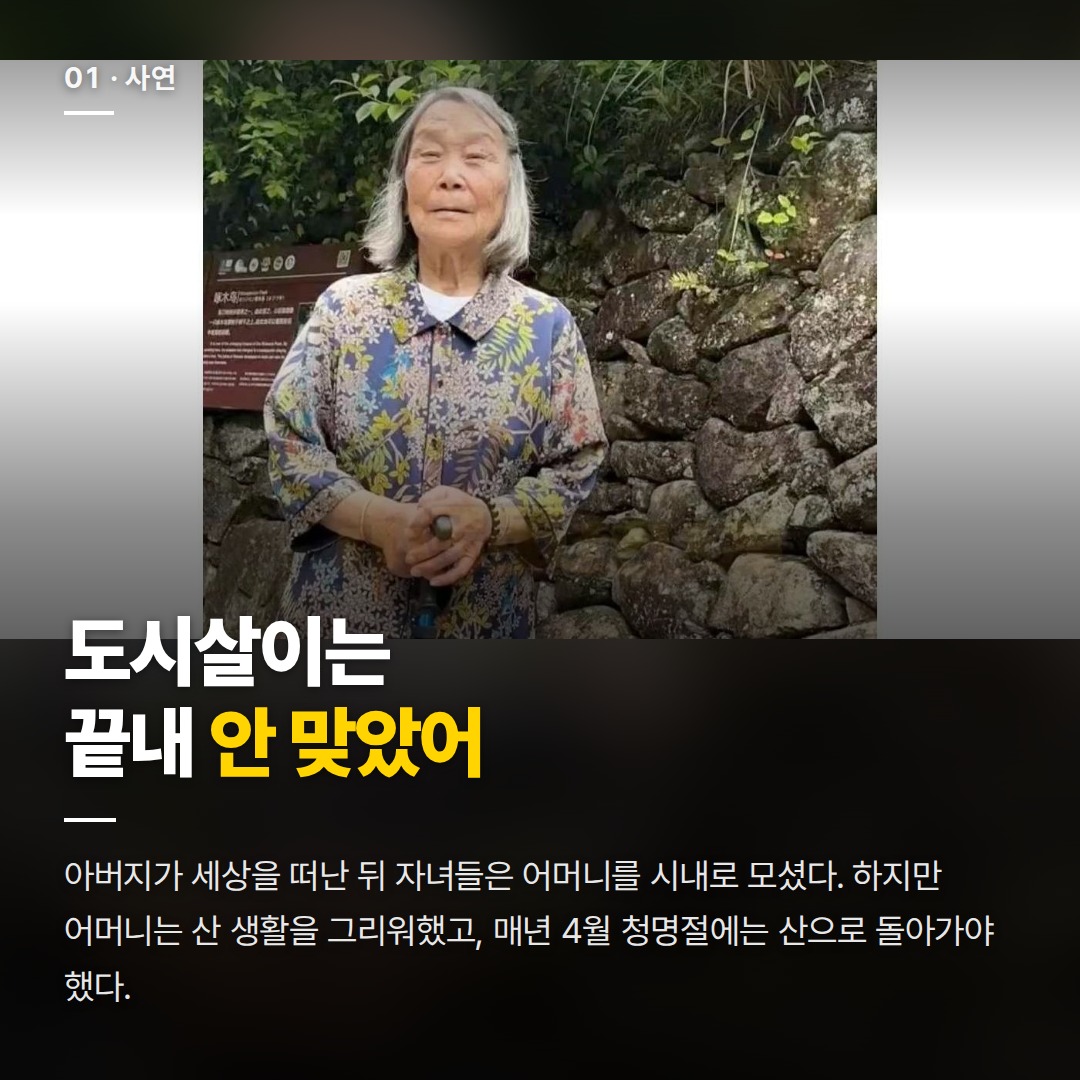 01 · 사연
啄木鸟
도시살이는
끝내 안 맞았어
아버지가 세상을 떠난 뒤 자녀들은 어머니를 시내로 모셨다. 하지만
어머니는 산 생활을 그리워했고, 매년 4월 청명절에는 산으로 돌아가야
했다.